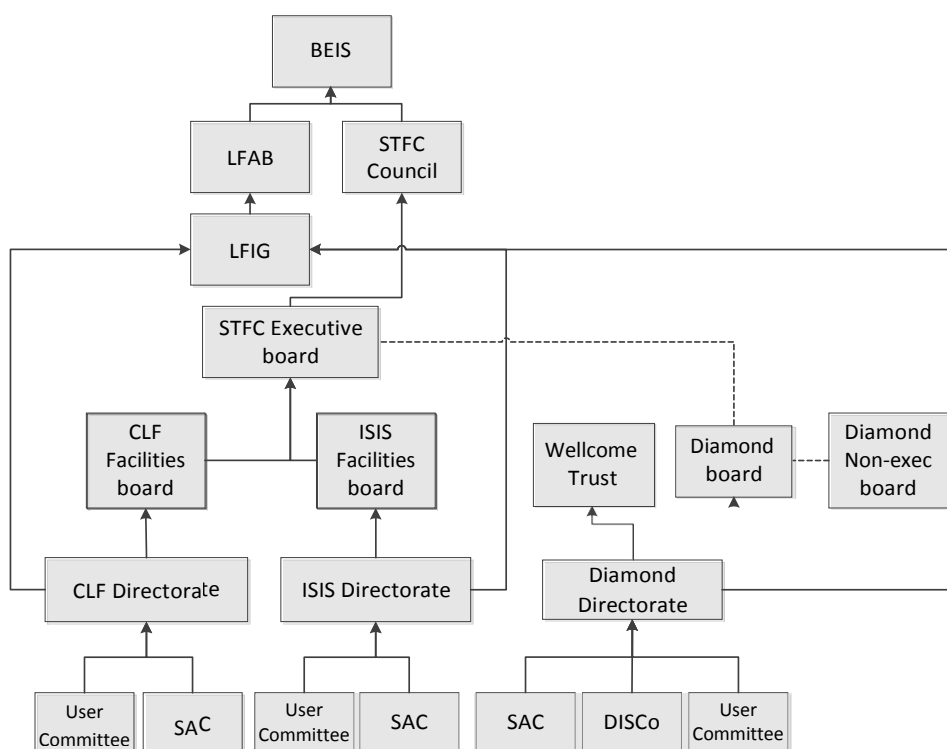 BEIS
LFAB
STFC
Council
LFIG
STFC Executive
board
CLF
Facilities
board
ISIS
Facilities
board
Wellcome
Trust
Diamond
board
Diamond
Non-exec
board
CLF Directorate
ISIS Directorate
Diamond
Directorate
User
Committee
SAC
User
Committee
SAC
SAC
DISCo
User
Committee